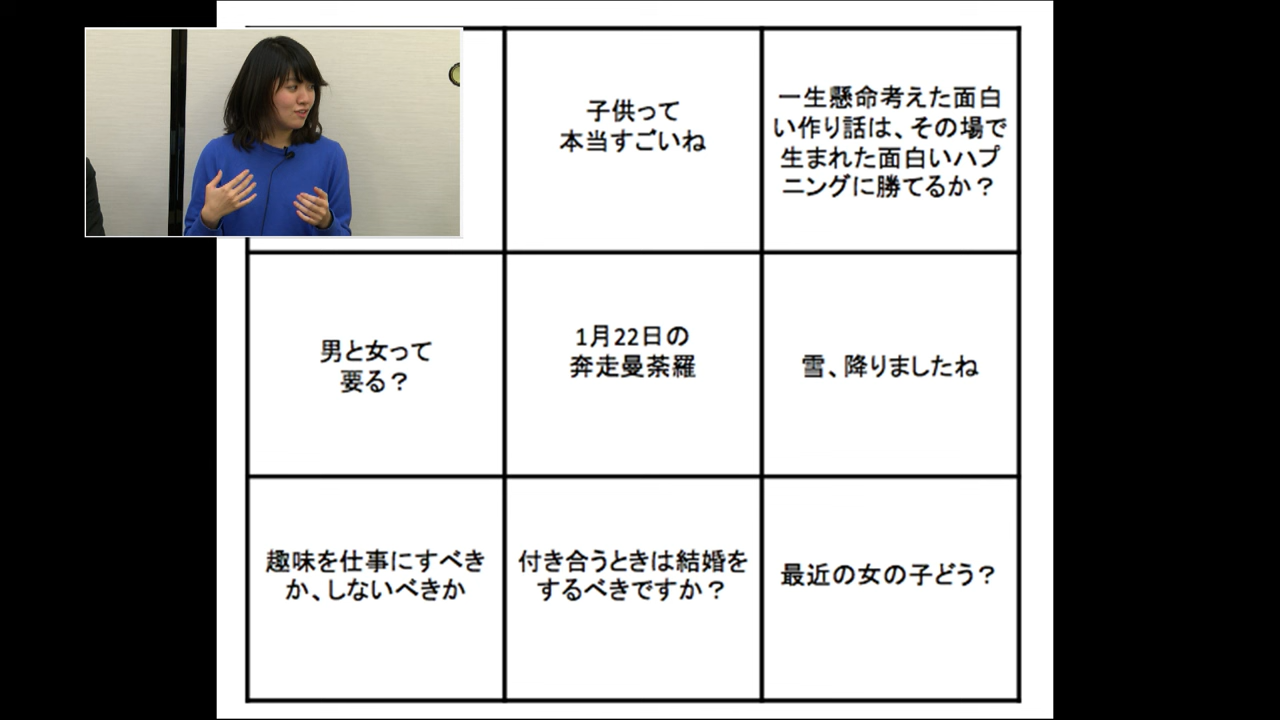 子供って
本当すごいね
一生懸命考えた面白
い作り話は、その場で
生まれた面白いハプ
ニングに勝てるか？
男と女って
要る？
1月22日の
奔走曼荼羅
雪、降りましたね
趣味を仕事にすべき
か、しないべきか
付き合うときは結婚を
するべきですか？
最近の女の子どう？